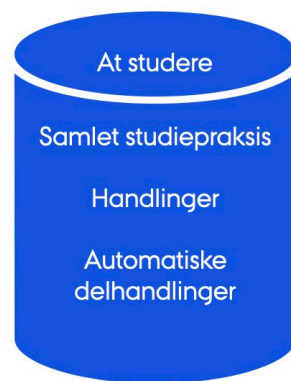 At studere
Samlet studiepraksis
Handlinger
Automatiske
delhandlinger